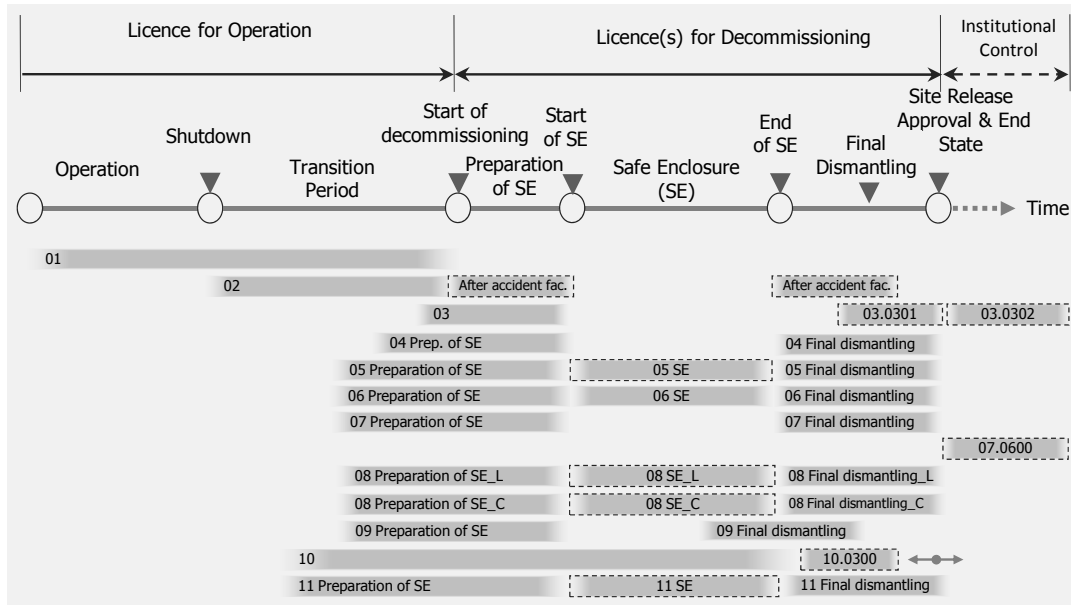 Licence for Operation
Licence(s) for Decommissioning
Institutional
Control
Operation
Shutdown
Transition
Period
Start of
decommissioning
Preparation
of SE
Start
of SE
Safe Enclosure
(SE)
End
of SE
Final
Dismantling
Site Release
Approval & End
State
Time
01
02
After accident fac.
After accident fac.
03
03.0301
03.0302
04 Prep. of SE
04 Final dismantling
05 Preparation of SE
05 SE
05 Final dismantling
06 Preparation of SE
06 SE
06 Final dismantling
07 Preparation of SE
07 Final dismantling
07.0600
08 Preparation of SE_L
08 SE_L
08 Final dismantling_L
08 Preparation of SE_C
08 SE_C
08 Final dismantling_C
09 Preparation of SE
09 Final dismantling
10
10.0300
11 Preparation of SE
11 SE
11 Final dismantling